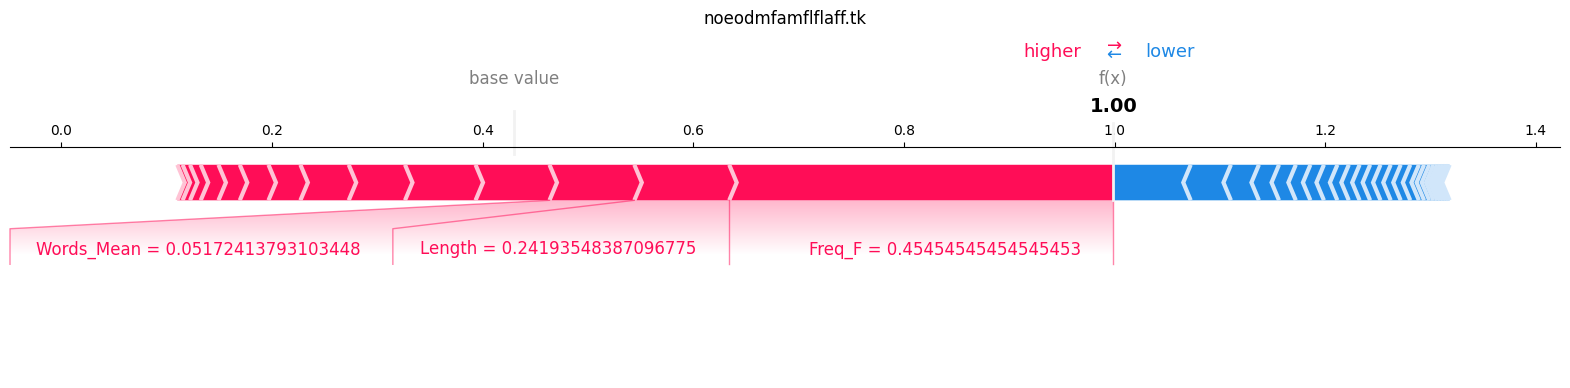 noeodmfamflflaff.tk
higher ⇄ lower
base value
f(x)
1.00
0.0 0.2 0.4 0.6 0.8 1.0 1.2 1.4
Words_Mean = 0.05172413793103448
Length = 0.24193548387096775
Freq_F = 0.45454545454545453